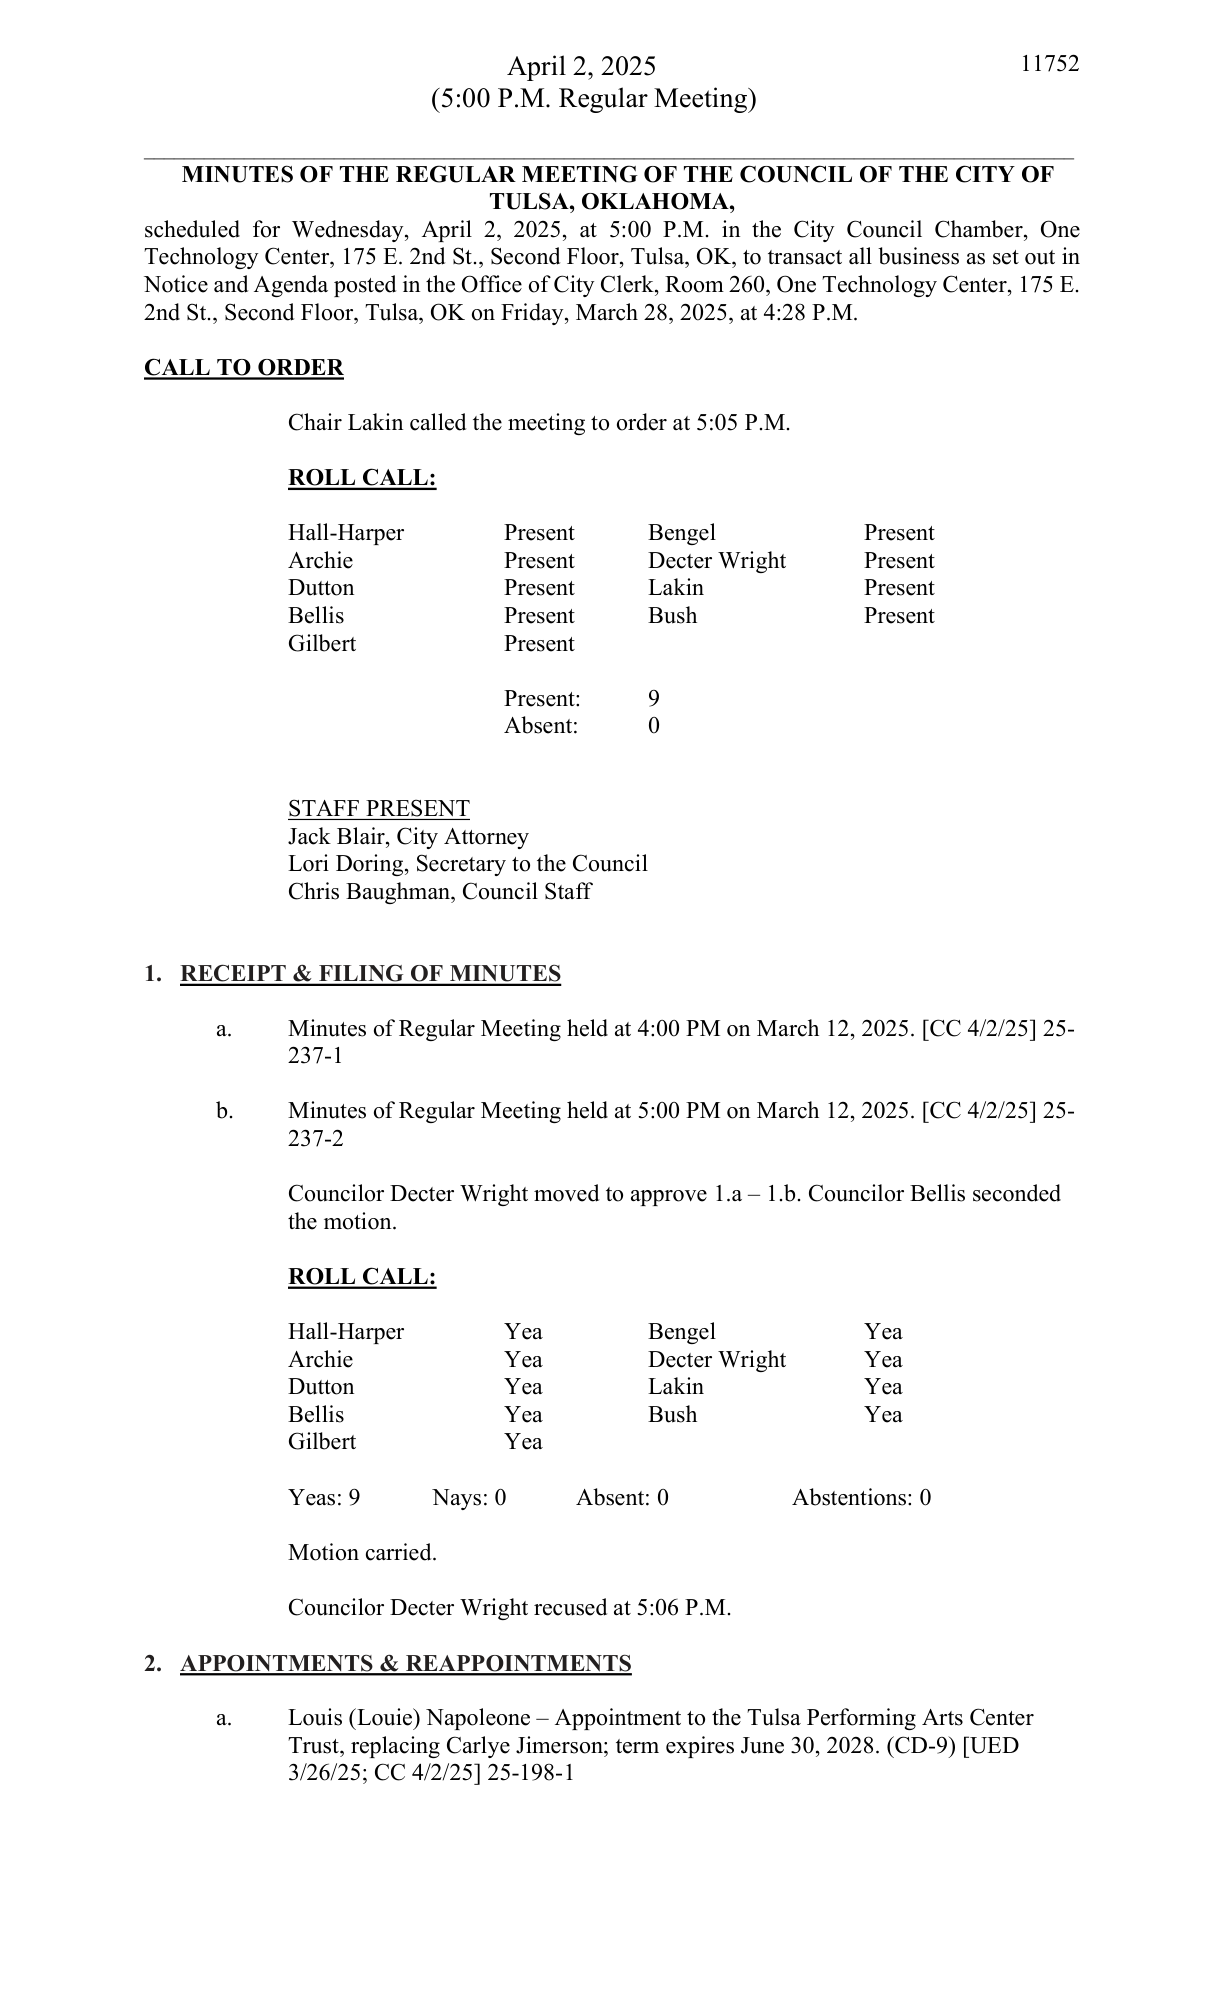 April 2, 2025 11752
(5:00 P.M. Regular Meeting)
MINUTES OF THE REGULAR MEETING OF THE COUNCIL OF THE CITY OF
TULSA, OKLAHOMA,
scheduled for Wednesday, April 2, 2025, at 5:00 P.M. in the City Council Chamber, One
Technology Center, 175 E. 2nd St., Second Floor, Tulsa, OK, to transact all business as set out in
Notice and Agenda posted in the Office of City Clerk, Room 260, One Technology Center, 175 E.
2nd St., Second Floor, Tulsa, OK on Friday, March 28, 2025, at 4:28 P.M.
CALL TO ORDER
Chair Lakin called the meeting to order at 5:05 P.M.
ROLL CALL:
Hall-Harper Present Bengel Present
Archie Present Decter Wright Present
Dutton Present Lakin Present
Bellis Present Bush Present
Gilbert Present
Present: 9
Absent: 0
STAFF PRESENT
Jack Blair, City Attorney
Lori Doring, Secretary to the Council
Chris Baughman, Council Staff
1. RECEIPT & FILING OF MINUTES
a. Minutes of Regular Meeting held at 4:00 PM on March 12, 2025. [CC 4/2/25] 25-
237-1
b. Minutes of Regular Meeting held at 5:00 PM on March 12, 2025. [CC 4/2/25] 25-
237-2
Councilor Decter Wright moved to approve 1.a – 1.b. Councilor Bellis seconded
the motion.
ROLL CALL:
Hall-Harper Yea Bengel Yea
Archie Yea Decter Wright Yea
Dutton Yea Lakin Yea
Bellis Yea Bush Yea
Gilbert Yea
Yeas: 9 Nays: 0 Absent: 0 Abstentions: 0
Motion carried.
Councilor Decter Wright recused at 5:06 P.M.
2. APPOINTMENTS & REAPPOINTMENTS
a. Louis (Louie) Napoleone – Appointment to the Tulsa Performing Arts Center
Trust, replacing Carlye Jimerson; term expires June 30, 2028. (CD-9) [UED
3/26/25; CC 4/2/25] 25-198-1